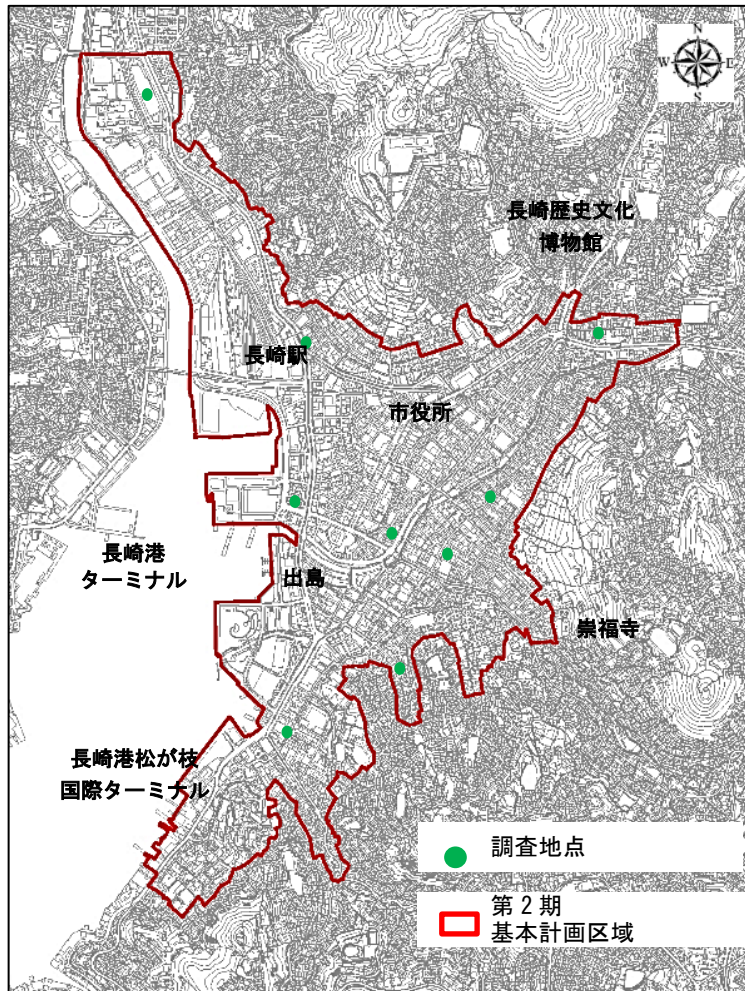 N
W E
S
長崎歴史文化
博物館
長崎駅
市役所
長崎港
ターミナル
出島
崇福寺
長崎港松が枝
国際ターミナル
調査地点
第2期
基本計画区域